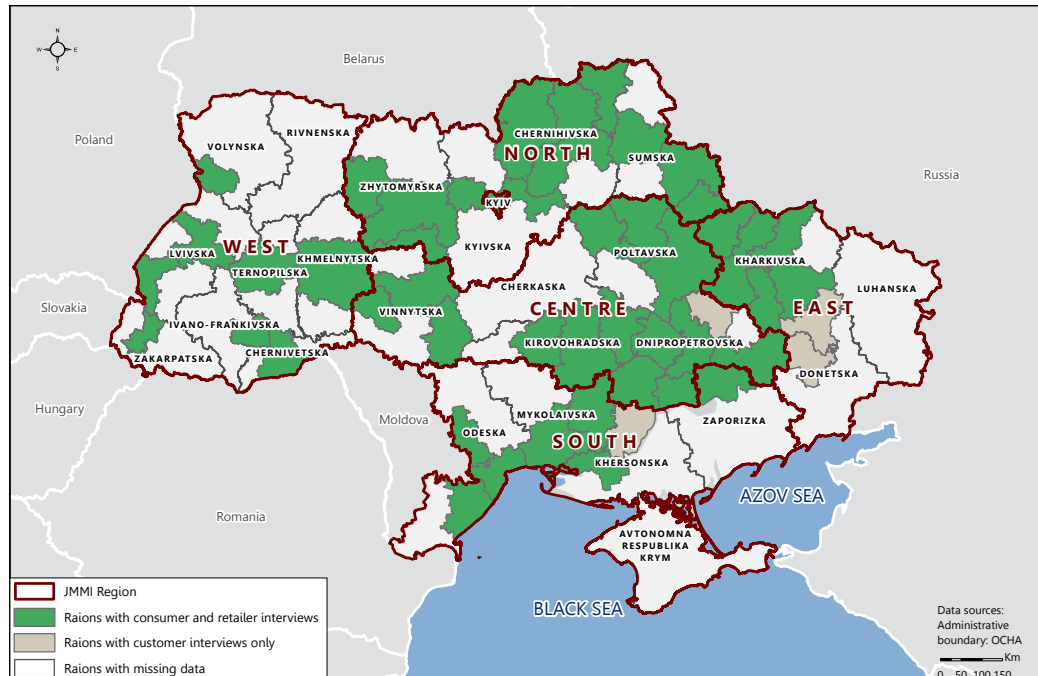 N
W
E
S
Belarus
Poland
Russia
Slovakia
Hungary
Moldova
Romania
VOLYNSKA
RIVNENSKA
CHERNIHIVSKA
NORTH
SUMSKA
ZHYTOMYRSKA
KYIV
KYIVSKA
LVIVSKA
WEST
KHMELNYTSKA
TERNOPILSKA
POLTAVSKA
KHARKIVSKA
CHERKASKA
LUHANSKA
VINNYTSKA
CENTRE
EAST
IVANO-FRANKIVSKA
KIROVOHRADSKA
DNIPROPETROVSKA
CHERNIVETSKA
ZAKARPATSKA
DONETSKA
MYKOLAIVSKA
ZAPORIZKA
ODESKA
SOUTH
KHERSONSKA
AZOV SEA
AVTONOMNA
RESPUBLIKA
KRYM
BLACK SEA
JMMI Region
Raions with consumer and retailer interviews
Raions with customer interviews only
Raions with missing data
Data sources:
Administrative
boundary: OCHA
Km
0 50 100 150